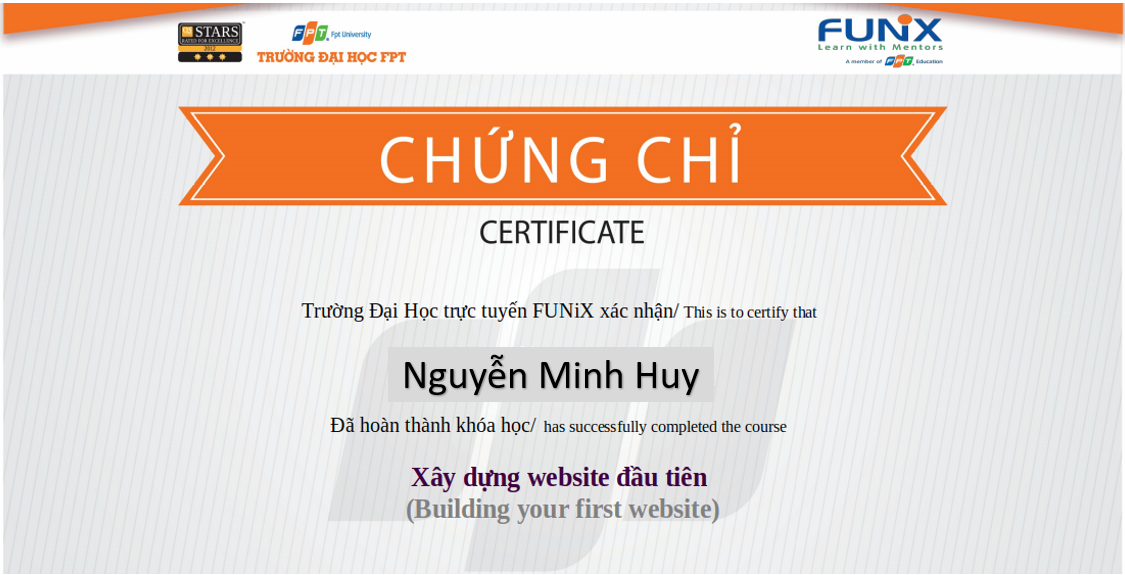 STARS
RATED FOR EXCELLENCE
2012
FPT Fpt University
TRƯỜNG ĐẠI HỌC FPT
FUNiX
Learn with Mentors
A member of FPT Education
CHỨNG CHỈ
CERTIFICATE
Trường Đại Học trực tuyến FUNiX xác nhận/ This is to certify that
Nguyễn Minh Huy
Đã hoàn thành khóa học/ has successfully completed the course
Xây dựng website đầu tiên
(Building your first website)